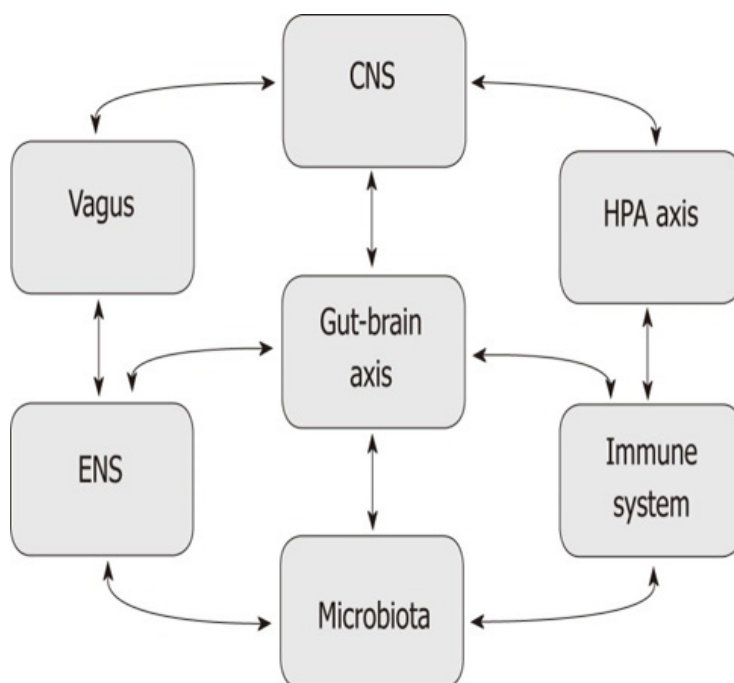 CNS
Vagus
HPA axis
Gut-brain
axis
ENS
Immune
system
Microbiota